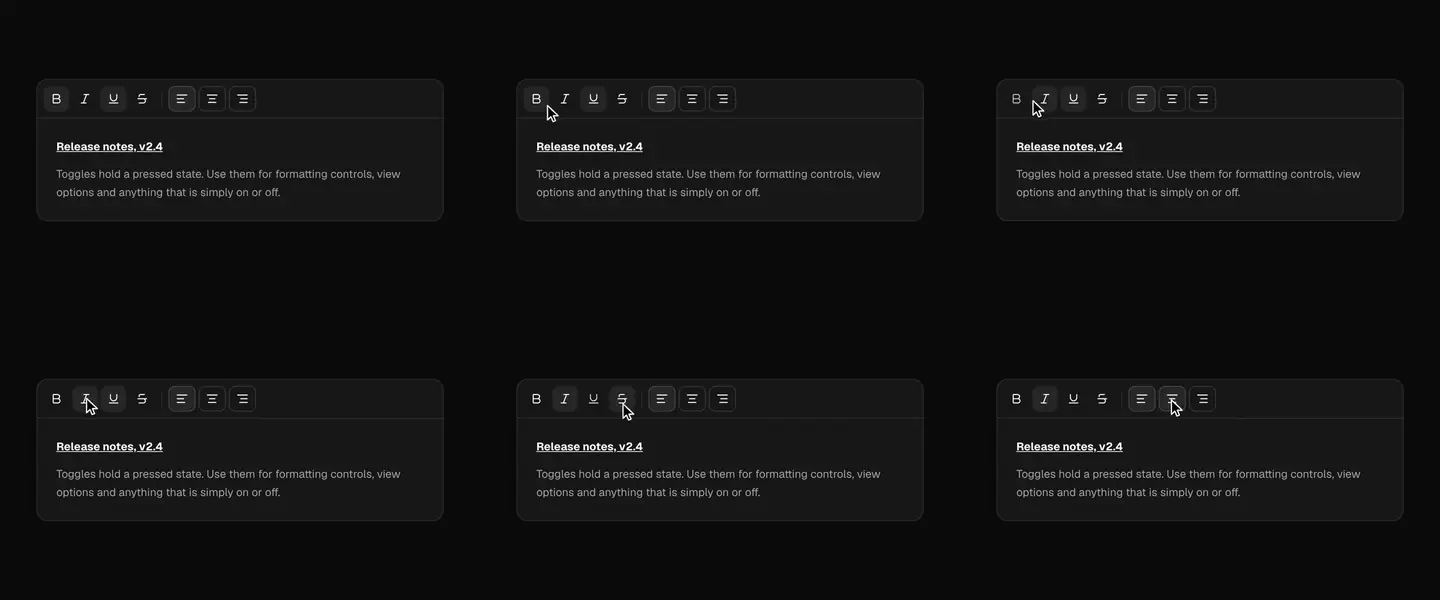 B I U S
Release notes, v2.4
Toggles hold a pressed state. Use them for formatting controls, view
options and anything that is simply on or off.
B I U S
Release notes, v2.4
Toggles hold a pressed state. Use them for formatting controls, view
options and anything that is simply on or off.
B I U S
Release notes, v2.4
Toggles hold a pressed state. Use them for formatting controls, view
options and anything that is simply on or off.
B I U S
Release notes, v2.4
Toggles hold a pressed state. Use them for formatting controls, view
options and anything that is simply on or off.
B I U S
Release notes, v2.4
Toggles hold a pressed state. Use them for formatting controls, view
options and anything that is simply on or off.
B I U S
Release notes, v2.4
Toggles hold a pressed state. Use them for formatting controls, view
options and anything that is simply on or off.